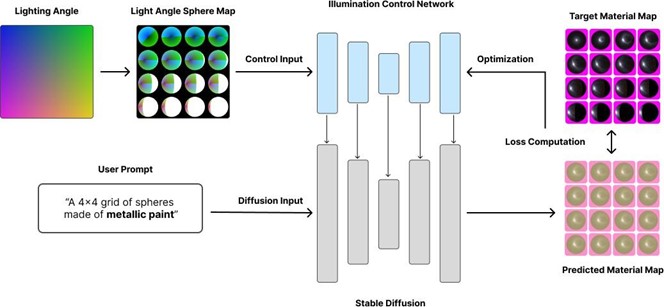 Lighting Angle
Light Angle Sphere Map
Illumination Control Network
Target Material Map
Control Input
Optimization
Loss Computation
User Prompt
"A 4×4 grid of spheres
made of metallic paint"
Diffusion Input
Predicted Material Map
Stable Diffusion